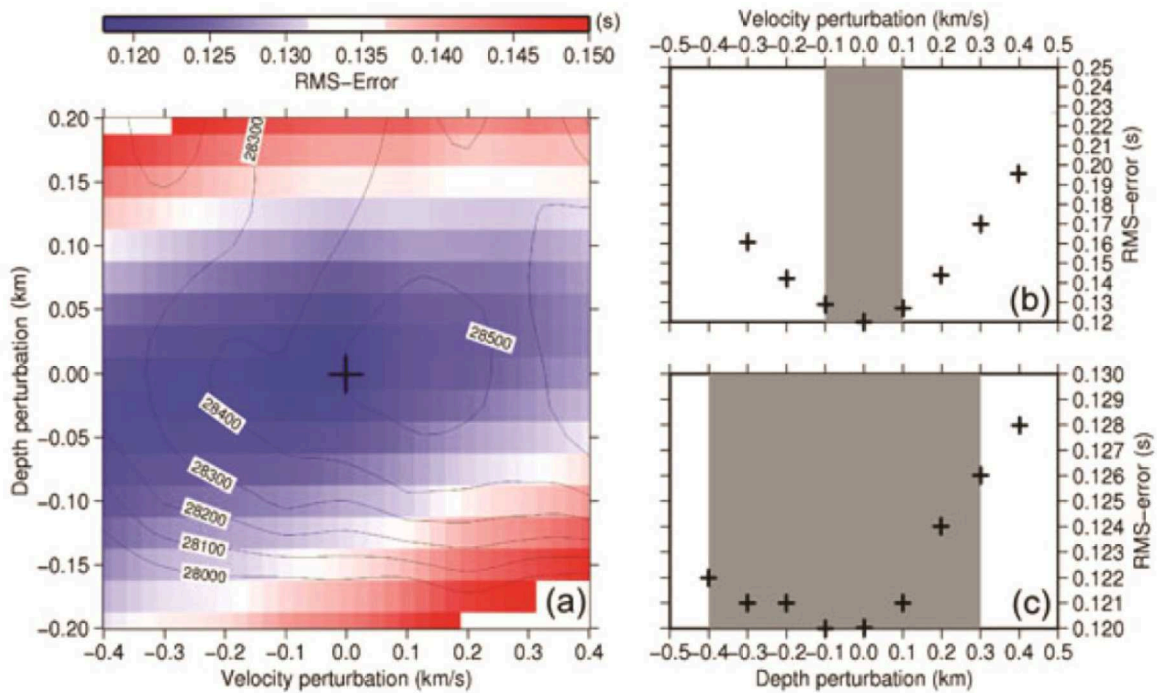 (s)
0.120 0.125 0.130 0.135 0.140 0.145 0.150
RMS-Error
0.20
0.15
0.10
0.05
0.00
−0.05
−0.10
−0.15
−0.20
Depth perturbation (km)
28300
28500
28400
28300
28200
28100
28000
(a)
−0.4 −0.3 −0.2 −0.1 0.0 0.1 0.2 0.3 0.4
Velocity perturbation (km/s)
Velocity perturbation (km/s)
−0.5 −0.4 −0.3 −0.2 −0.1 0.0 0.1 0.2 0.3 0.4 0.5
0.25
0.24
0.23
0.22
0.20
0.19
0.18
0.17
0.16
0.14
0.13
0.12
RMS−error (s)
(b)
0.130
0.129
0.128
0.127
0.126
0.124
0.123
0.122
0.121
0.120
RMS−error (s)
(c)
−0.5 −0.4 −0.3 −0.2 −0.1 0.0 0.1 0.2 0.3 0.4 0.5
Depth perturbation (km)